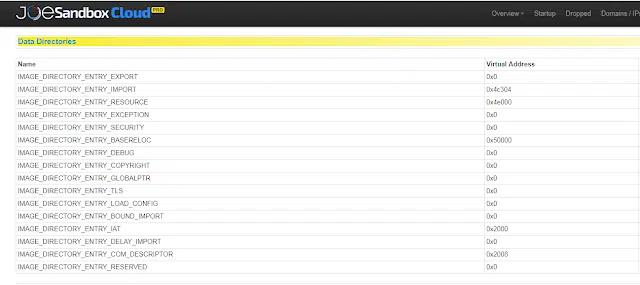 JOeSandbox Cloud PRO Overview Startup Dropped Domains / IPs
Data Directories
Name Virtual Address
IMAGE_DIRECTORY_ENTRY_EXPORT 0x0
IMAGE_DIRECTORY_ENTRY_IMPORT 0x4c304
IMAGE_DIRECTORY_ENTRY_RESOURCE 0x4e000
IMAGE_DIRECTORY_ENTRY_EXCEPTION 0x0
IMAGE_DIRECTORY_ENTRY_SECURITY 0x0
IMAGE_DIRECTORY_ENTRY_BASERELOC 0x50000
IMAGE_DIRECTORY_ENTRY_DEBUG 0x0
IMAGE_DIRECTORY_ENTRY_COPYRIGHT 0x0
IMAGE_DIRECTORY_ENTRY_GLOBALPTR 0x0
IMAGE_DIRECTORY_ENTRY_TLS 0x0
IMAGE_DIRECTORY_ENTRY_LOAD_CONFIG 0x0
IMAGE_DIRECTORY_ENTRY_BOUND_IMPORT 0x0
IMAGE_DIRECTORY_ENTRY_IAT 0x2000
IMAGE_DIRECTORY_ENTRY_DELAY_IMPORT 0x0
IMAGE_DIRECTORY_ENTRY_COM_DESCRIPTOR 0x2008
IMAGE_DIRECTORY_ENTRY_RESERVED 0x0